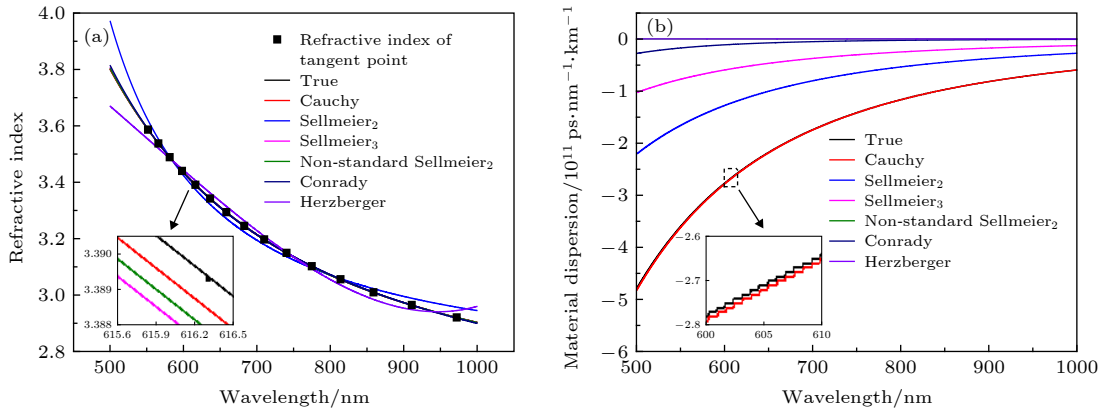 (a)
Refractive index of
tangent point
True
Cauchy
Sellmeier₂
Sellmeier₃
Non-standard Sellmeier₂
Conrady
Herzberger
4.0
3.8
3.6
3.4
3.2
3.0
2.8
Refractive index
3.390
3.389
3.388
615.6 615.9 616.2 616.5
500 600 700 800 900 1000
Wavelength/nm
(b)
0
−1
−2
−3
−4
−5
−6
Material dispersion/10¹¹ ps·nm⁻¹·km⁻¹
True
Cauchy
Sellmeier₂
Sellmeier₃
Non-standard Sellmeier₂
Conrady
Herzberger
−2.6
−2.7
−2.8
600 605 610
500 600 700 800 900 1000
Wavelength/nm